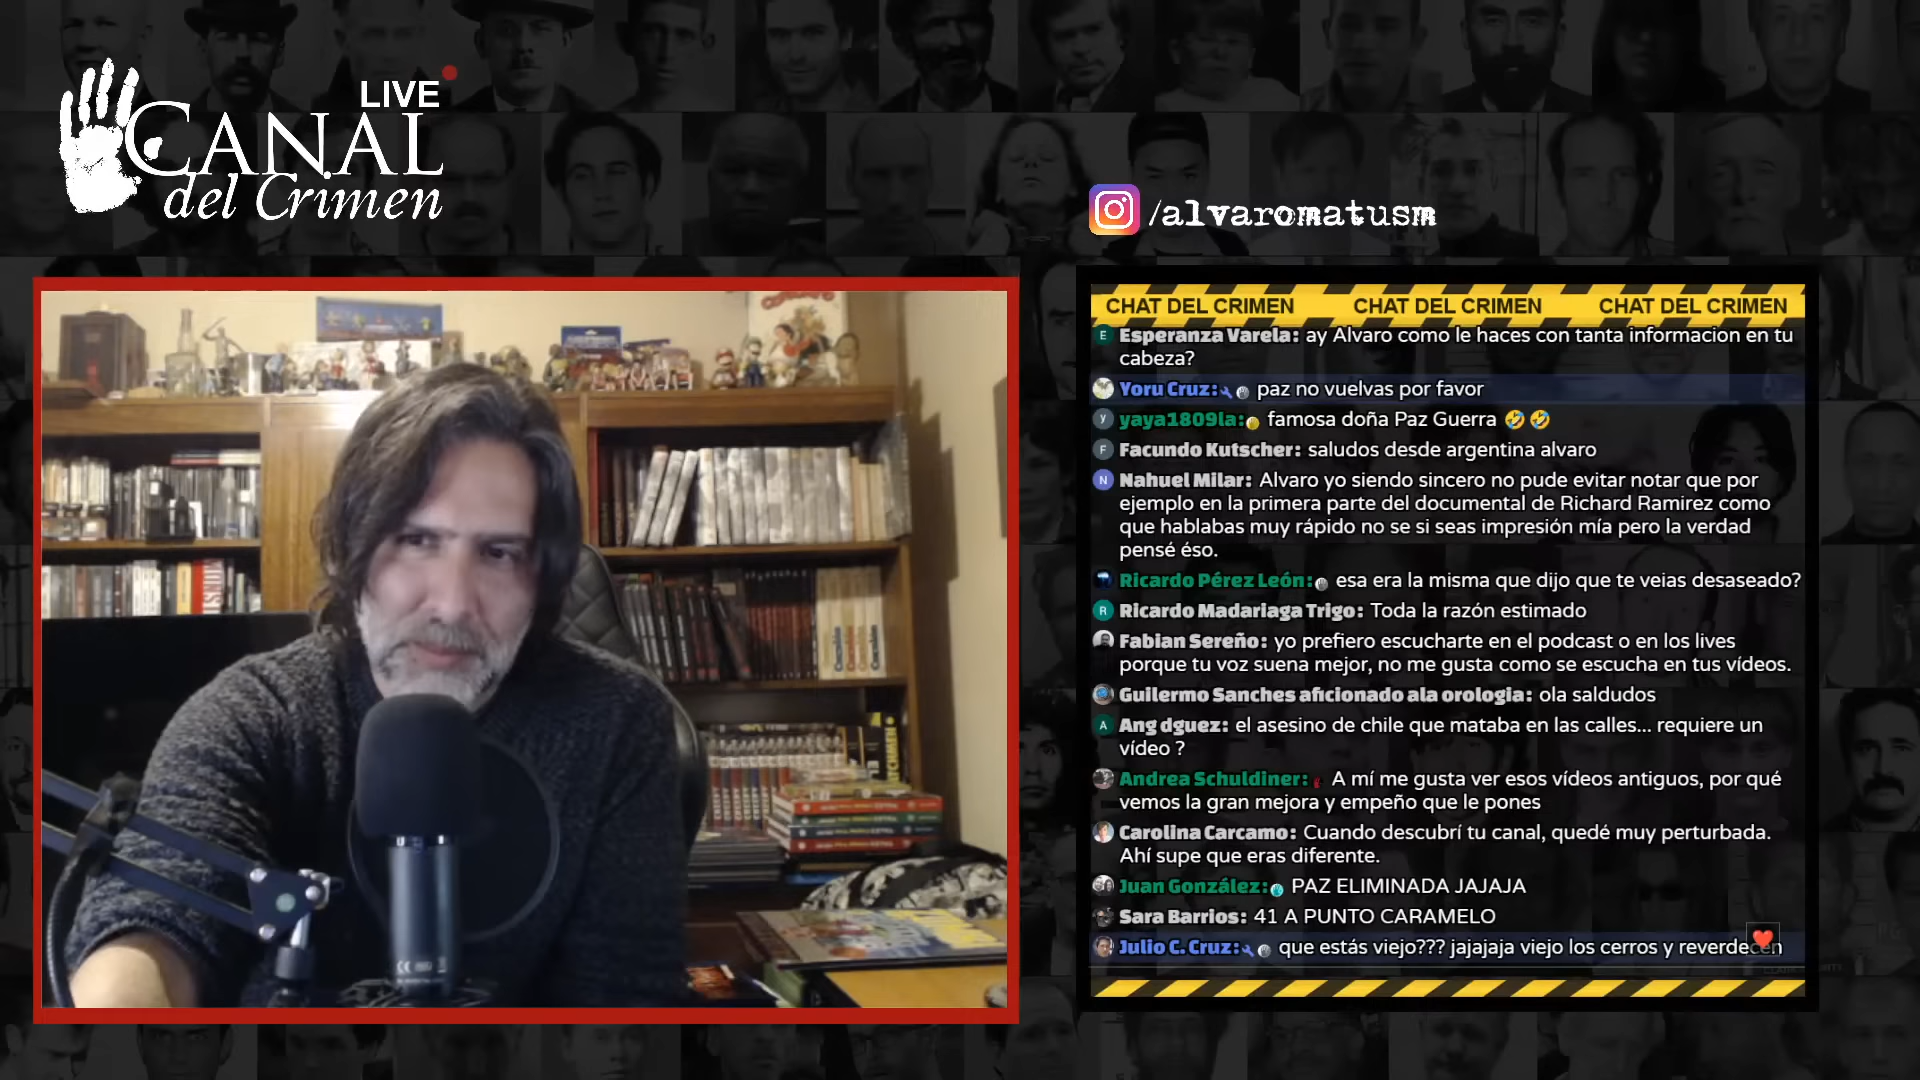 LIVE
CANAL
del Crimen
/alvaromatusm
CHAT DEL CRIMEN CHAT DEL CRIMEN CHAT DEL CRIMEN
E Esperanza Varela: ay Alvaro como le haces con tanta informacion en tu
cabeza?
Yoru Cruz: paz no vuelvas por favor
y yaya1809la: famosa doña Paz Guerra 🤣🤣
F Facundo Kutscher: saludos desde argentina alvaro
N Nahuel Milar: Alvaro yo siendo sincero no pude evitar notar que por
ejemplo en la primera parte del documental de Richard Ramirez como
que hablabas muy rápido no se si seas impresión mía pero la verdad
pensé éso.
Ricardo Pérez León: esa era la misma que dijo que te veias desaseado?
R Ricardo Madariaga Trigo: Toda la razón estimado
Fabian Sereño: yo prefiero escucharte en el podcast o en los lives
porque tu voz suena mejor, no me gusta como se escucha en tus vídeos.
Guilermo Sanches aficionado ala orologia: ola saldudos
A Ang dguez: el asesino de chile que mataba en las calles... requiere un
vídeo ?
Andrea Schuldiner: A mí me gusta ver esos vídeos antiguos, por qué
vemos la gran mejora y empeño que le pones
Carolina Carcamo: Cuando descubrí tu canal, quedé muy perturbada.
Ahí supe que eras diferente.
Juan González: PAZ ELIMINADA JAJAJA
Sara Barrios: 41 A PUNTO CARAMELO
Julio C. Cruz: que estás viejo??? jajajaja viejo los cerros y reverdecen